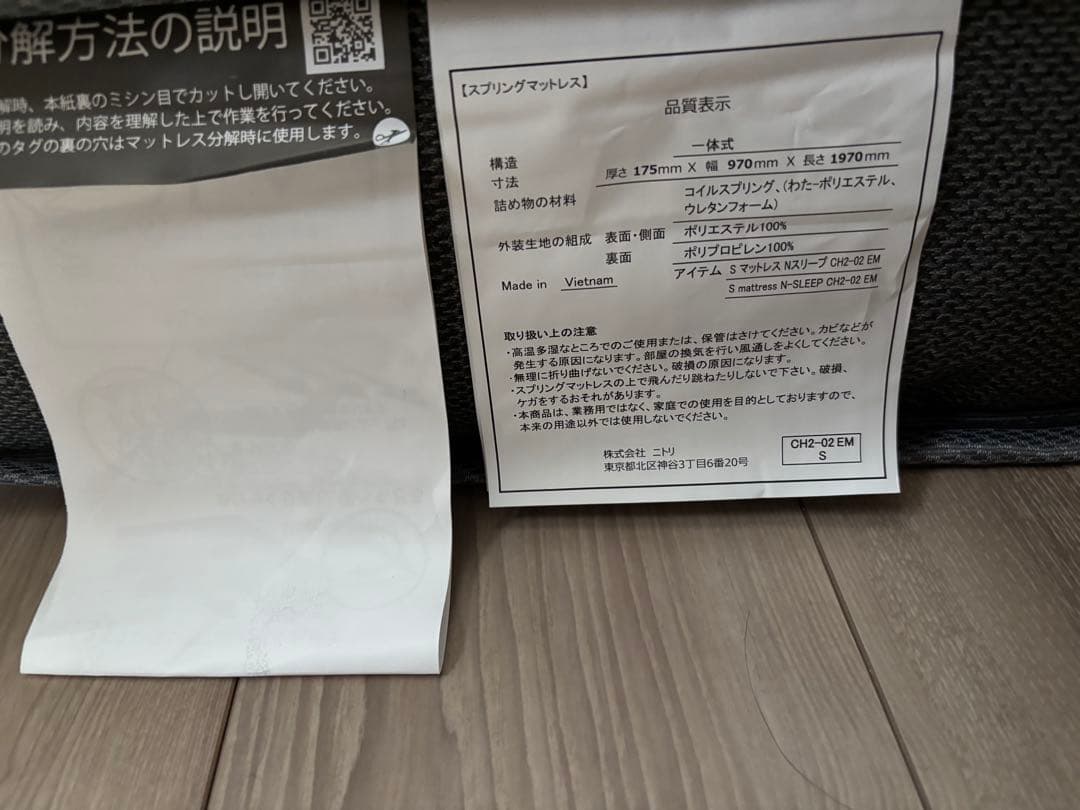 分解方法の説明
解時、本紙裏のミシン目でカットし開いてください。
明を読み、内容を理解した上で作業を行ってください。
のタグの裏の穴はマットレス分解時に使用します。
【スプリングマットレス】
品質表示
構造 一体式
寸法 厚さ 175mm X 幅 970mm X 長さ 1970mm
詰め物の材料 コイルスプリング、(わた-ポリエステル、
ウレタンフォーム)
外装生地の組成 表面・側面 ポリエステル100%
裏面 ポリプロピレン100%
Made in Vietnam アイテム S マットレス Nスリープ CH2-02 EM
S mattress N-SLEEP CH2-02 EM
取り扱い上の注意
・高温多湿なところでのご使用または、保管はさけてください。カビなどが
発生する原因になります。部屋の換気を行い風通しをよくしてください。
・無理に折り曲げないでください。破損の原因になります。
・スプリングマットレスの上で飛んだり跳ねたりしないで下さい。破損、
ケガをするおそれがあります。
・本商品は、業務用ではなく、家庭での使用を目的としておりますので、
本来の用途以外では使用しないでください。
株式会社 ニトリ
東京都北区神谷3丁目6番20号
CH2-02 EM
S